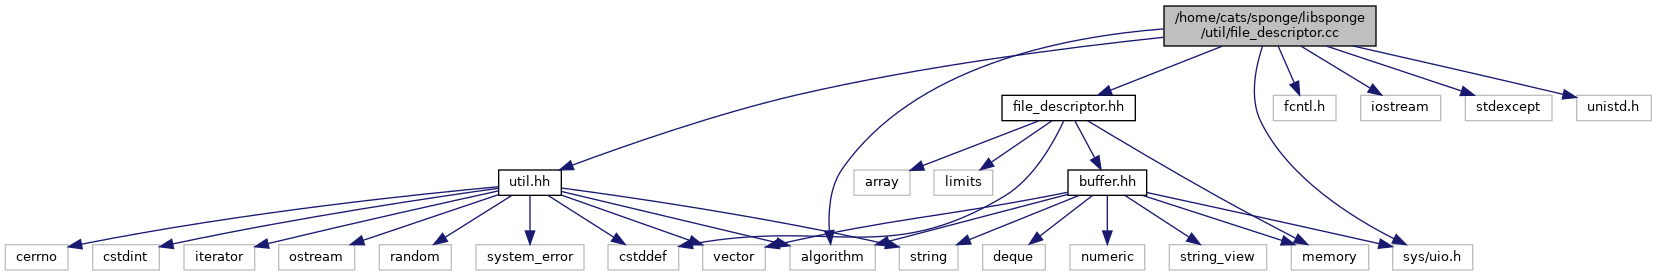 /home/cats/sponge/libsponge
/util/file_descriptor.cc
file_descriptor.hh
fcntl.h
iostream
stdexcept
unistd.h
util.hh
array
limits
buffer.hh
cerrno
cstdint
iterator
ostream
random
system_error
cstddef
vector
algorithm
string
deque
numeric
string_view
memory
sys/uio.h